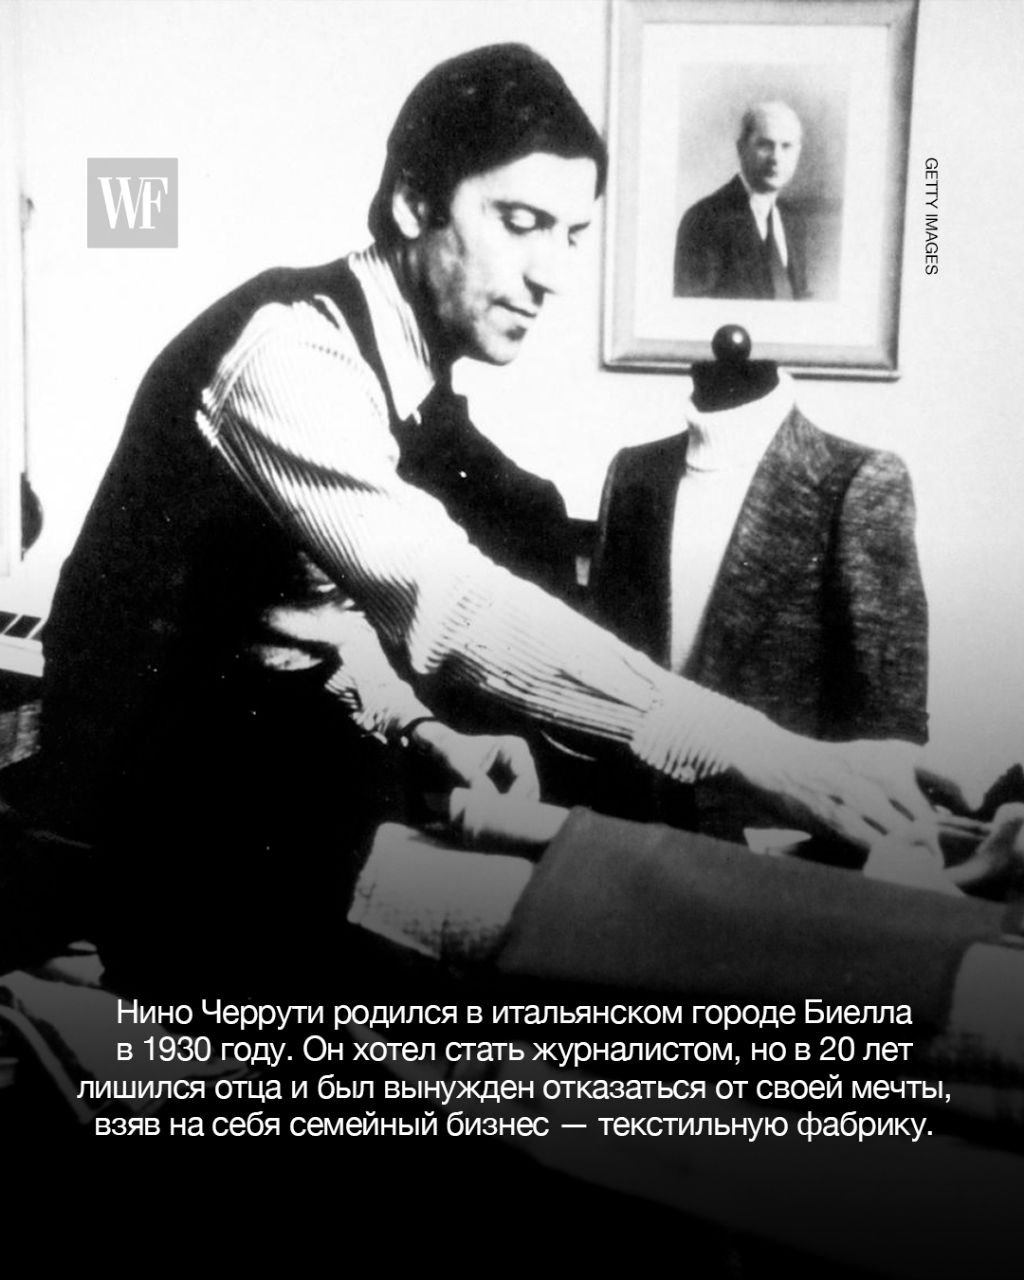 WF
GETTY IMAGES
Нино Черрути родился в итальянском городе Биелла
в 1930 году. Он хотел стать журналистом, но в 20 лет
лишился отца и был вынужден отказаться от своей мечты,
взяв на себя семейный бизнес — текстильную фабрику.